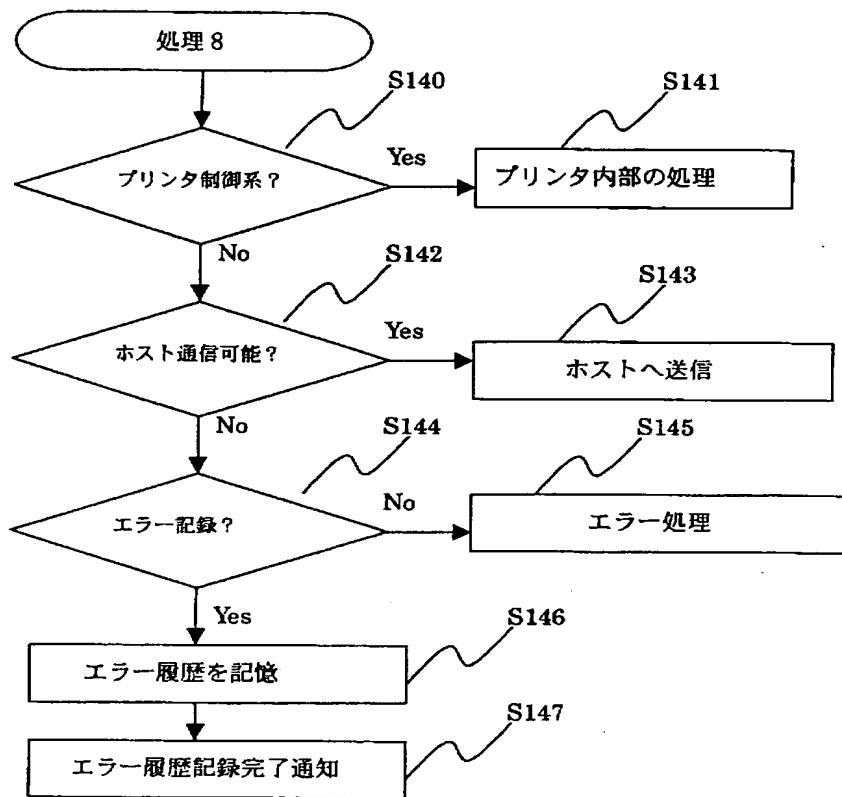 処理8
S140
S141
プリンタ制御系?
Yes
プリンタ内部の処理
No
S142
S143
ホスト通信可能?
Yes
ホストへ送信
No
S144
S145
エラー記録?
No
エラー処理
Yes
S146
エラー履歴を記憶
S147
エラー履歴記録完了通知